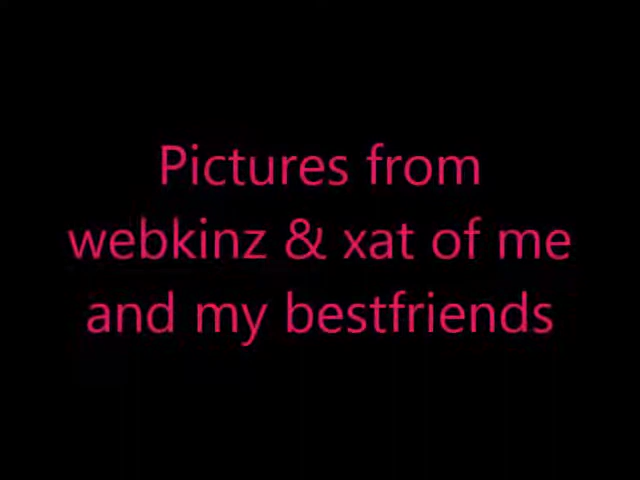 Pictures from
webkinz & xat of me
and my bestfriends